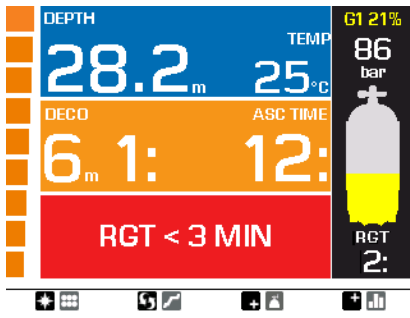 DEPTH
TEMP
28.2m 25°C
DECO ASC TIME
6m 1: 12:
RGT < 3 MIN
G1 21%
86
bar
RGT
2: